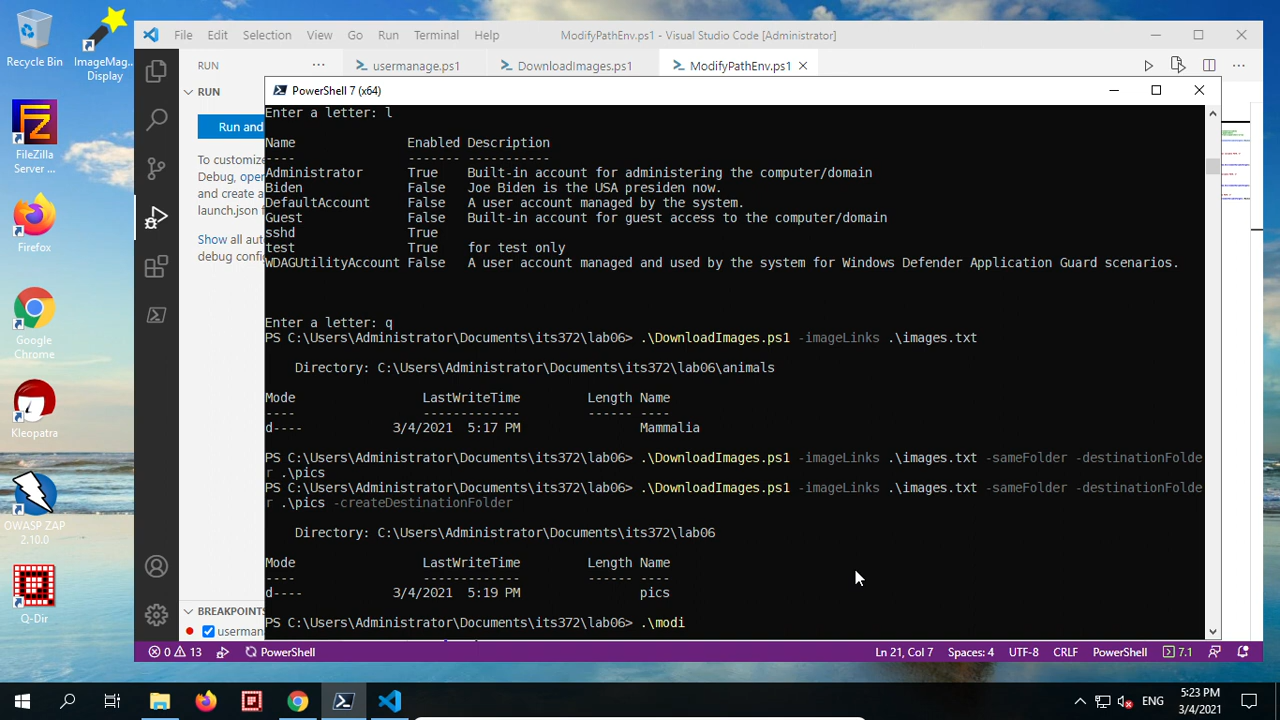 Recycle Bin
ImageMag... Display
FileZilla Server ...
Firefox
Google Chrome
Kleopatra
OWASP ZAP 2.10.0
Q-Dir
File Edit Selection View Go Run Terminal Help
ModifyPathEnv.ps1 - Visual Studio Code [Administrator]
RUN
usermanage.ps1
DownloadImages.ps1
ModifyPathEnv.ps1
RUN
Run and
To customize
Debug, open
and create a
launch.json f
Show all auto
debug config
BREAKPOINTS
userman
PowerShell 7 (x64)
Enter a letter: l
Name Enabled Description
---- ------- -----------
Administrator True Built-in account for administering the computer/domain
Biden False Joe Biden is the USA presiden now.
DefaultAccount False A user account managed by the system.
Guest False Built-in account for guest access to the computer/domain
sshd True
test True for test only
WDAGUtilityAccount False A user account managed and used by the system for Windows Defender Application Guard scenarios.
Enter a letter: q
PS C:\Users\Administrator\Documents\its372\lab06> .\DownloadImages.ps1 -imageLinks .\images.txt
Directory: C:\Users\Administrator\Documents\its372\lab06\animals
Mode LastWriteTime Length Name
---- ------------- ------ ----
d---- 3/4/2021 5:17 PM Mammalia
PS C:\Users\Administrator\Documents\its372\lab06> .\DownloadImages.ps1 -imageLinks .\images.txt -sameFolder -destinationFolde
r .\pics
PS C:\Users\Administrator\Documents\its372\lab06> .\DownloadImages.ps1 -imageLinks .\images.txt -sameFolder -destinationFolde
r .\pics -createDestinationFolder
Directory: C:\Users\Administrator\Documents\its372\lab06
Mode LastWriteTime Length Name
---- ------------- ------ ----
d---- 3/4/2021 5:19 PM pics
PS C:\Users\Administrator\Documents\its372\lab06> .\modi
0 13 PowerShell
Ln 21, Col 7 Spaces: 4 UTF-8 CRLF PowerShell 7.1
ENG
5:23 PM
3/4/2021